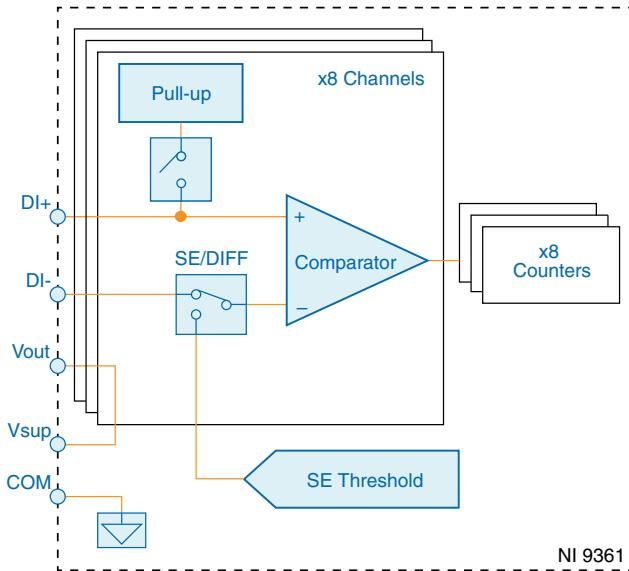 x8 Channels
Pull-up
DI+
+
SE/DIFF
Comparator
x8
Counters
DI-
−
Vout
Vsup
COM
SE Threshold
NI 9361